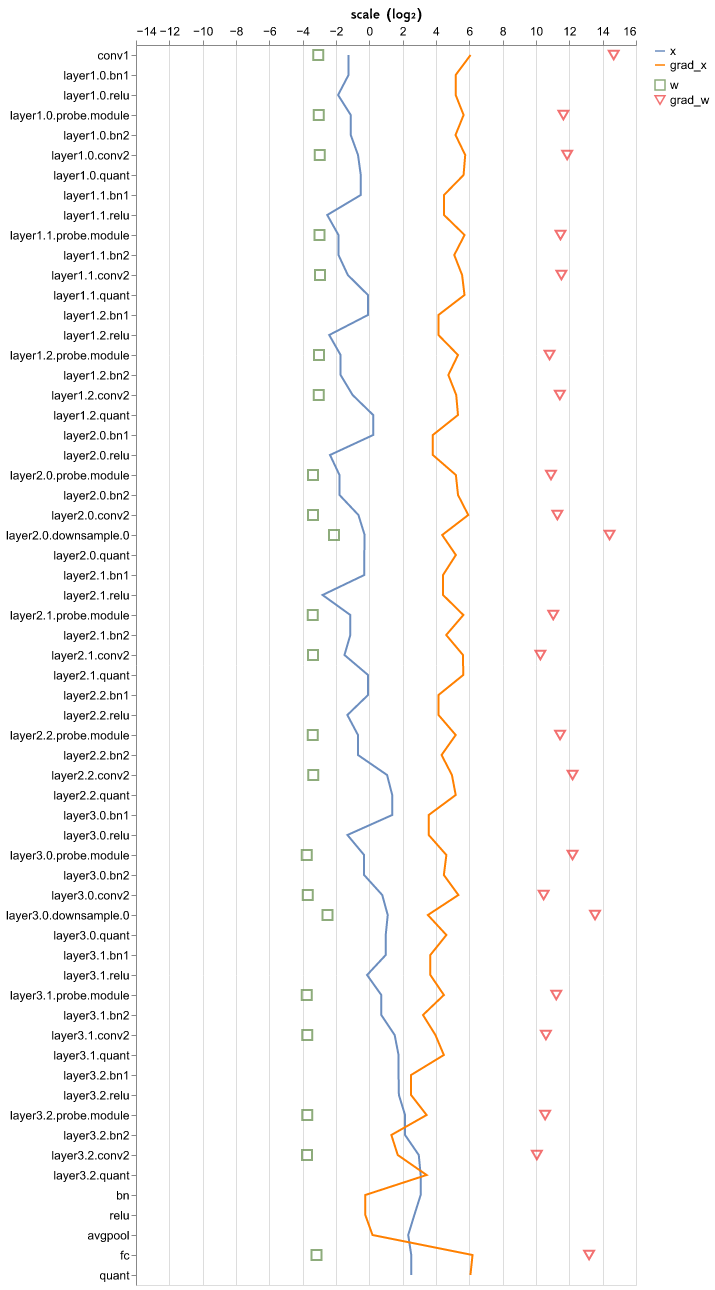 scale (log₂)
−14 −12 −10 −8 −6 −4 −2 0 2 4 6 8 10 12 14 16
conv1
layer1.0.bn1
layer1.0.relu
layer1.0.probe.module
layer1.0.bn2
layer1.0.conv2
layer1.0.quant
layer1.1.bn1
layer1.1.relu
layer1.1.probe.module
layer1.1.bn2
layer1.1.conv2
layer1.1.quant
layer1.2.bn1
layer1.2.relu
layer1.2.probe.module
layer1.2.bn2
layer1.2.conv2
layer1.2.quant
layer2.0.bn1
layer2.0.relu
layer2.0.probe.module
layer2.0.bn2
layer2.0.conv2
layer2.0.downsample.0
layer2.0.quant
layer2.1.bn1
layer2.1.relu
layer2.1.probe.module
layer2.1.bn2
layer2.1.conv2
layer2.1.quant
layer2.2.bn1
layer2.2.relu
layer2.2.probe.module
layer2.2.bn2
layer2.2.conv2
layer2.2.quant
layer3.0.bn1
layer3.0.relu
layer3.0.probe.module
layer3.0.bn2
layer3.0.conv2
layer3.0.downsample.0
layer3.0.quant
layer3.1.bn1
layer3.1.relu
layer3.1.probe.module
layer3.1.bn2
layer3.1.conv2
layer3.1.quant
layer3.2.bn1
layer3.2.relu
layer3.2.probe.module
layer3.2.bn2
layer3.2.conv2
layer3.2.quant
bn
relu
avgpool
fc
quant
x
grad_x
w
grad_w